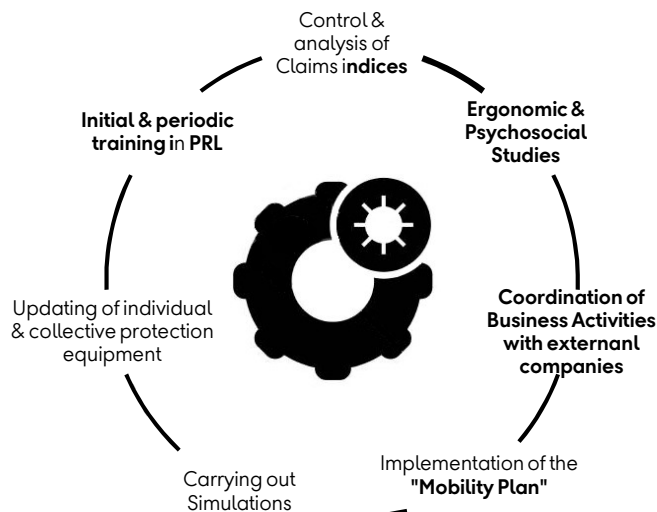 Control &
analysis of
Claims indices
Ergonomic &
Psychosocial
Studies
Coordination of
Business Activities
with externanl
companies
Implementation of the
"Mobility Plan"
Carrying out
Simulations
Updating of individual
& collective protection
equipment
Initial & periodic
training in PRL